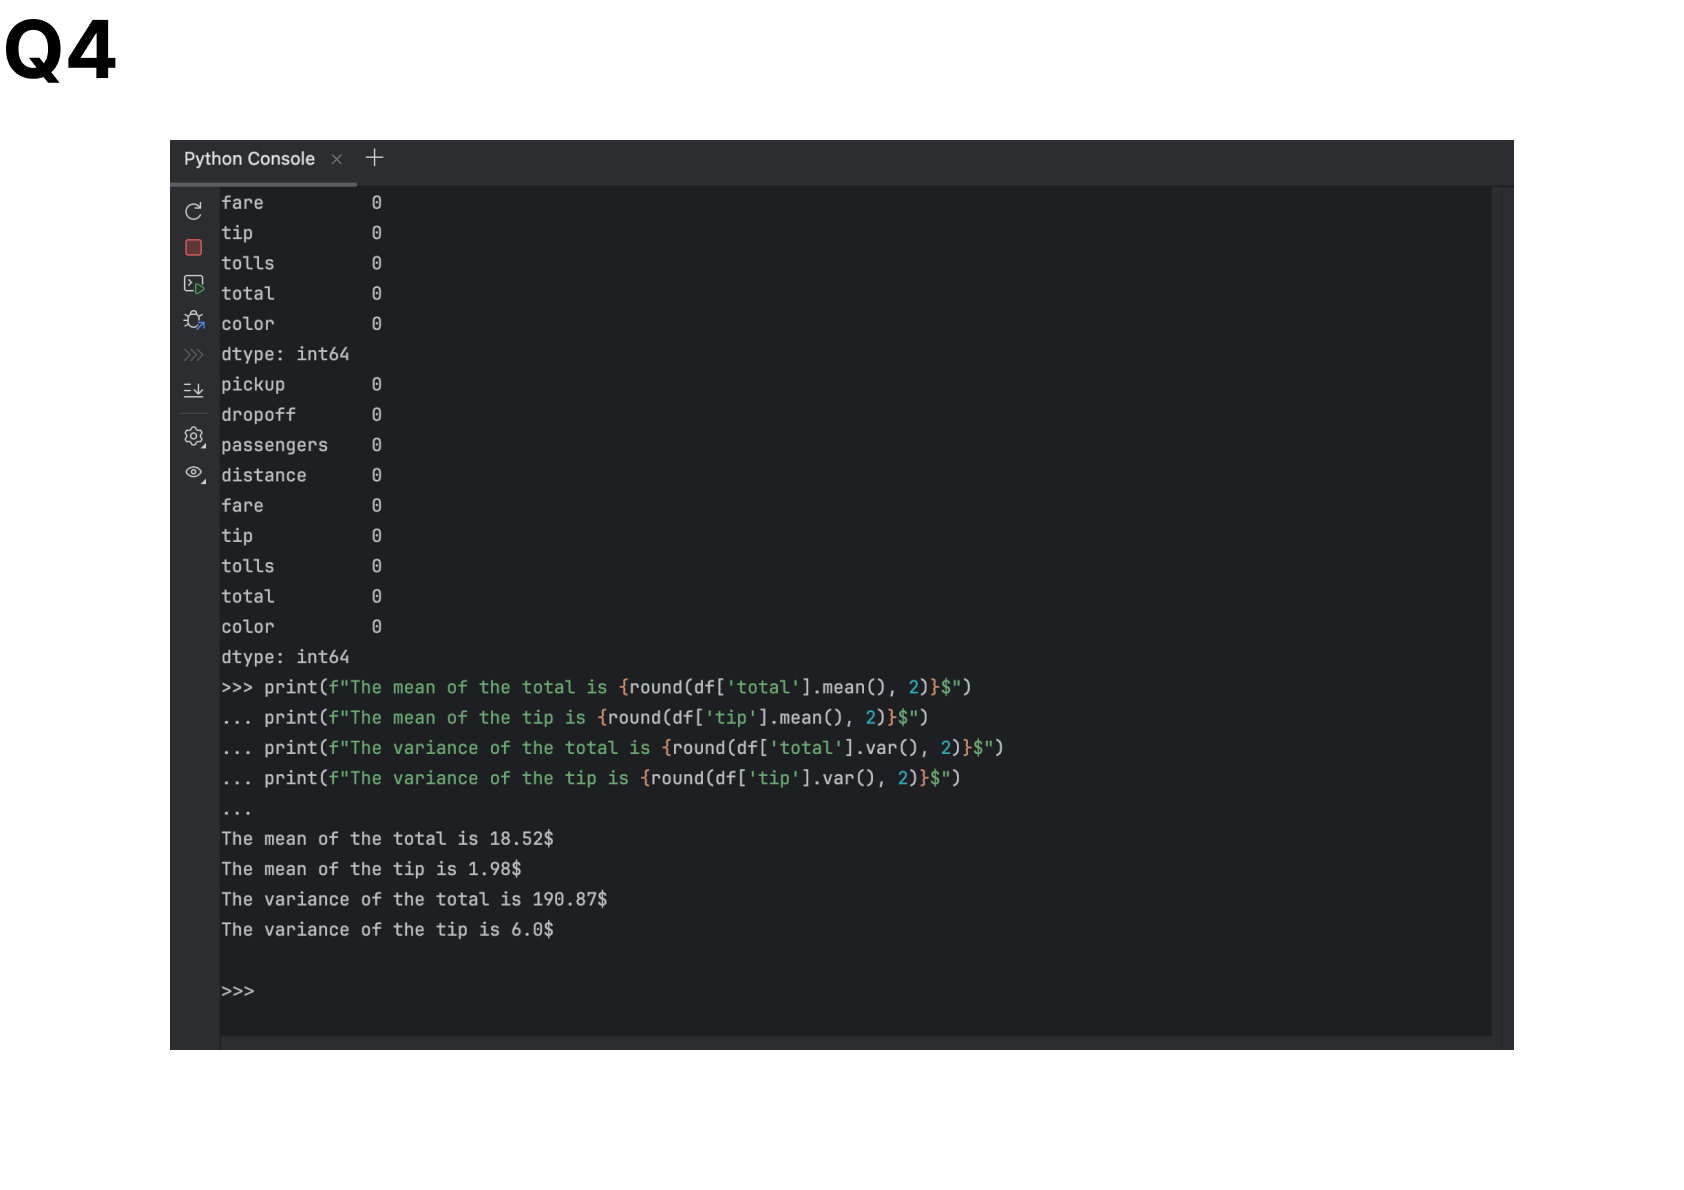 Q4
Python Console
fare 0
tip 0
tolls 0
total 0
color 0
dtype: int64
pickup 0
dropoff 0
passengers 0
distance 0
fare 0
tip 0
tolls 0
total 0
color 0
dtype: int64
>>> print(f"The mean of the total is {round(df['total'].mean(), 2)}$")
... print(f"The mean of the tip is {round(df['tip'].mean(), 2)}$")
... print(f"The variance of the total is {round(df['total'].var(), 2)}$")
... print(f"The variance of the tip is {round(df['tip'].var(), 2)}$")
...
The mean of the total is 18.52$
The mean of the tip is 1.98$
The variance of the total is 190.87$
The variance of the tip is 6.0$
>>>